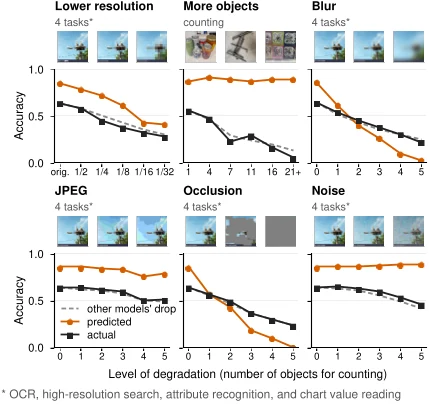 Lower resolution
4 tasks*
More objects
counting
Blur
4 tasks*
Accuracy
1.0
0.5
0.0
orig. 1/2 1/4 1/8 1/16 1/32
1 4 7 11 16 21+
0 1 2 3 4 5
JPEG
4 tasks*
Occlusion
4 tasks*
Noise
4 tasks*
Accuracy
1.0
0.5
0.0
other models' drop
predicted
actual
0 1 2 3 4 5
0 1 2 3 4 5
0 1 2 3 4 5
Level of degradation (number of objects for counting)
* OCR, high-resolution search, attribute recognition, and chart value reading